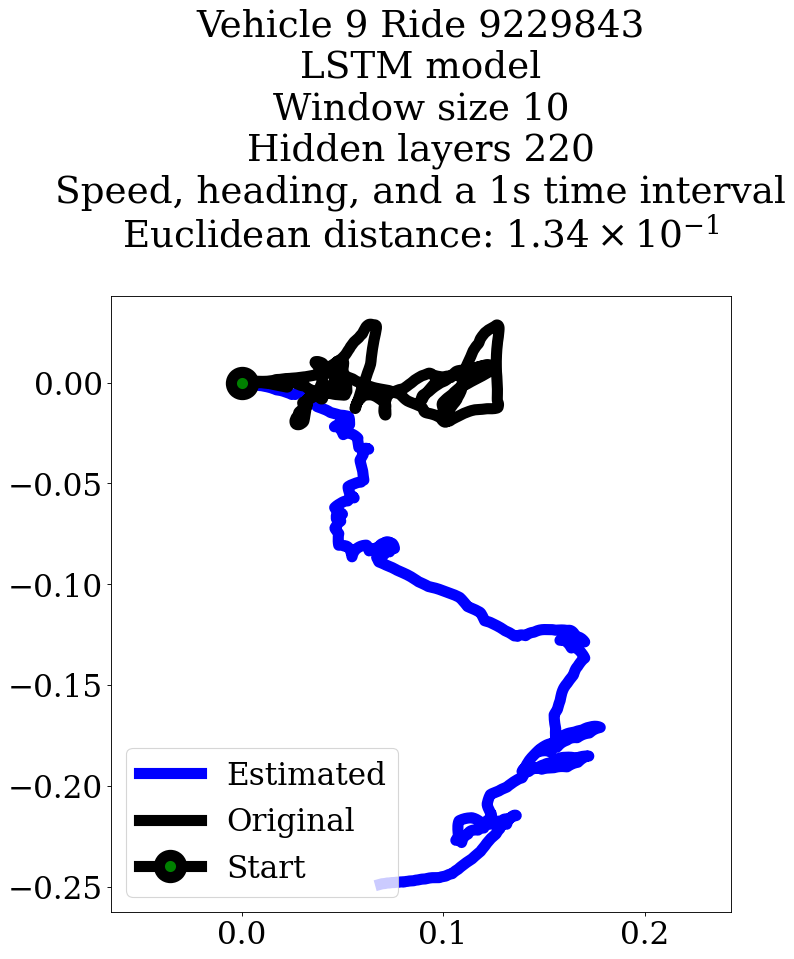 Vehicle 9 Ride 9229843
LSTM model
Window size 10
Hidden layers 220
Speed, heading, and a 1s time interval
Euclidean distance: 1.34 × 10⁻¹
0.00
−0.05
−0.10
−0.15
−0.20
−0.25
Estimated
Original
Start
0.0 0.1 0.2